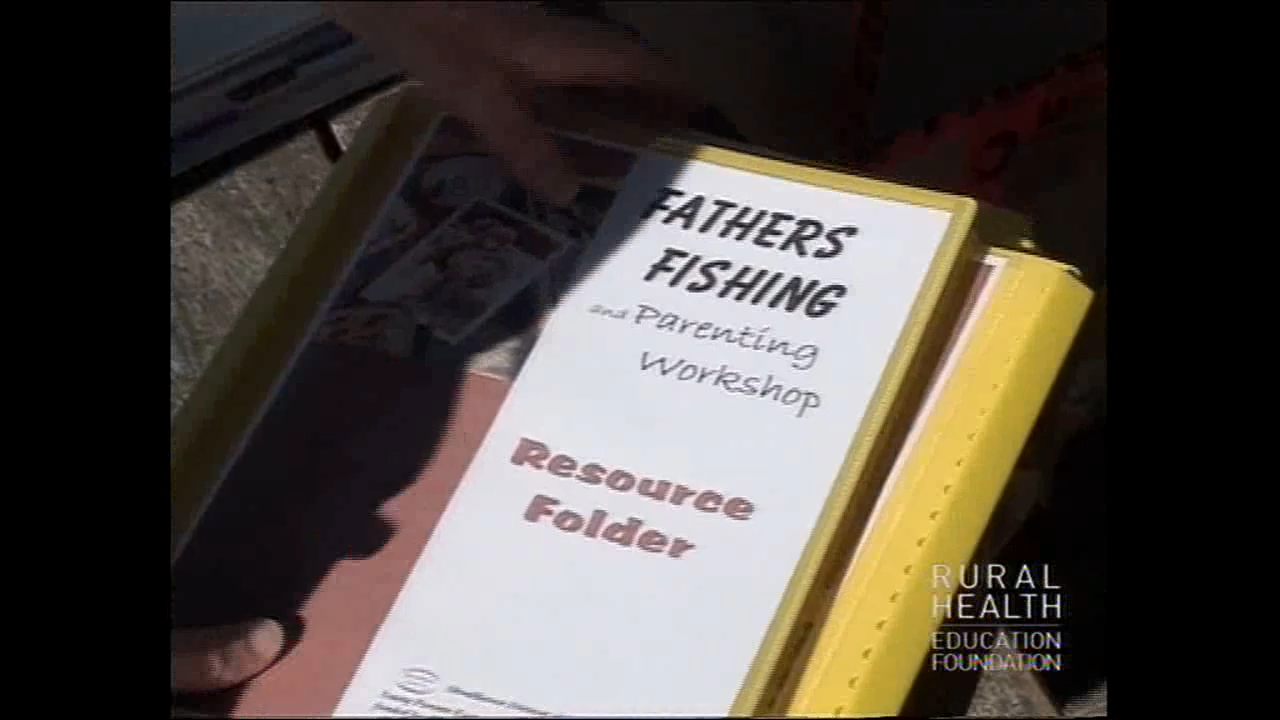 FATHERS
FISHING
and Parenting
Workshop
Resource
Folder
RURAL
HEALTH
EDUCATION
FOUNDATION